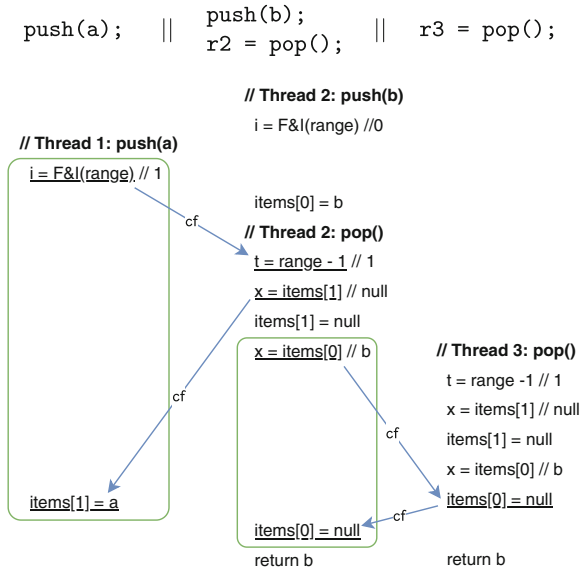 push(a); || push(b); || r3 = pop();
r2 = pop();
// Thread 2: push(b)
i = F&I(range) //0
// Thread 1: push(a)
i = F&I(range) // 1
cf
items[0] = b
// Thread 2: pop()
t = range - 1 // 1
x = items[1] // null
items[1] = null
x = items[0] // b
cf
items[1] = a
// Thread 3: pop()
t = range -1 // 1
x = items[1] // null
items[1] = null
x = items[0] // b
cf
items[0] = null
cf
items[0] = null
return b
return b